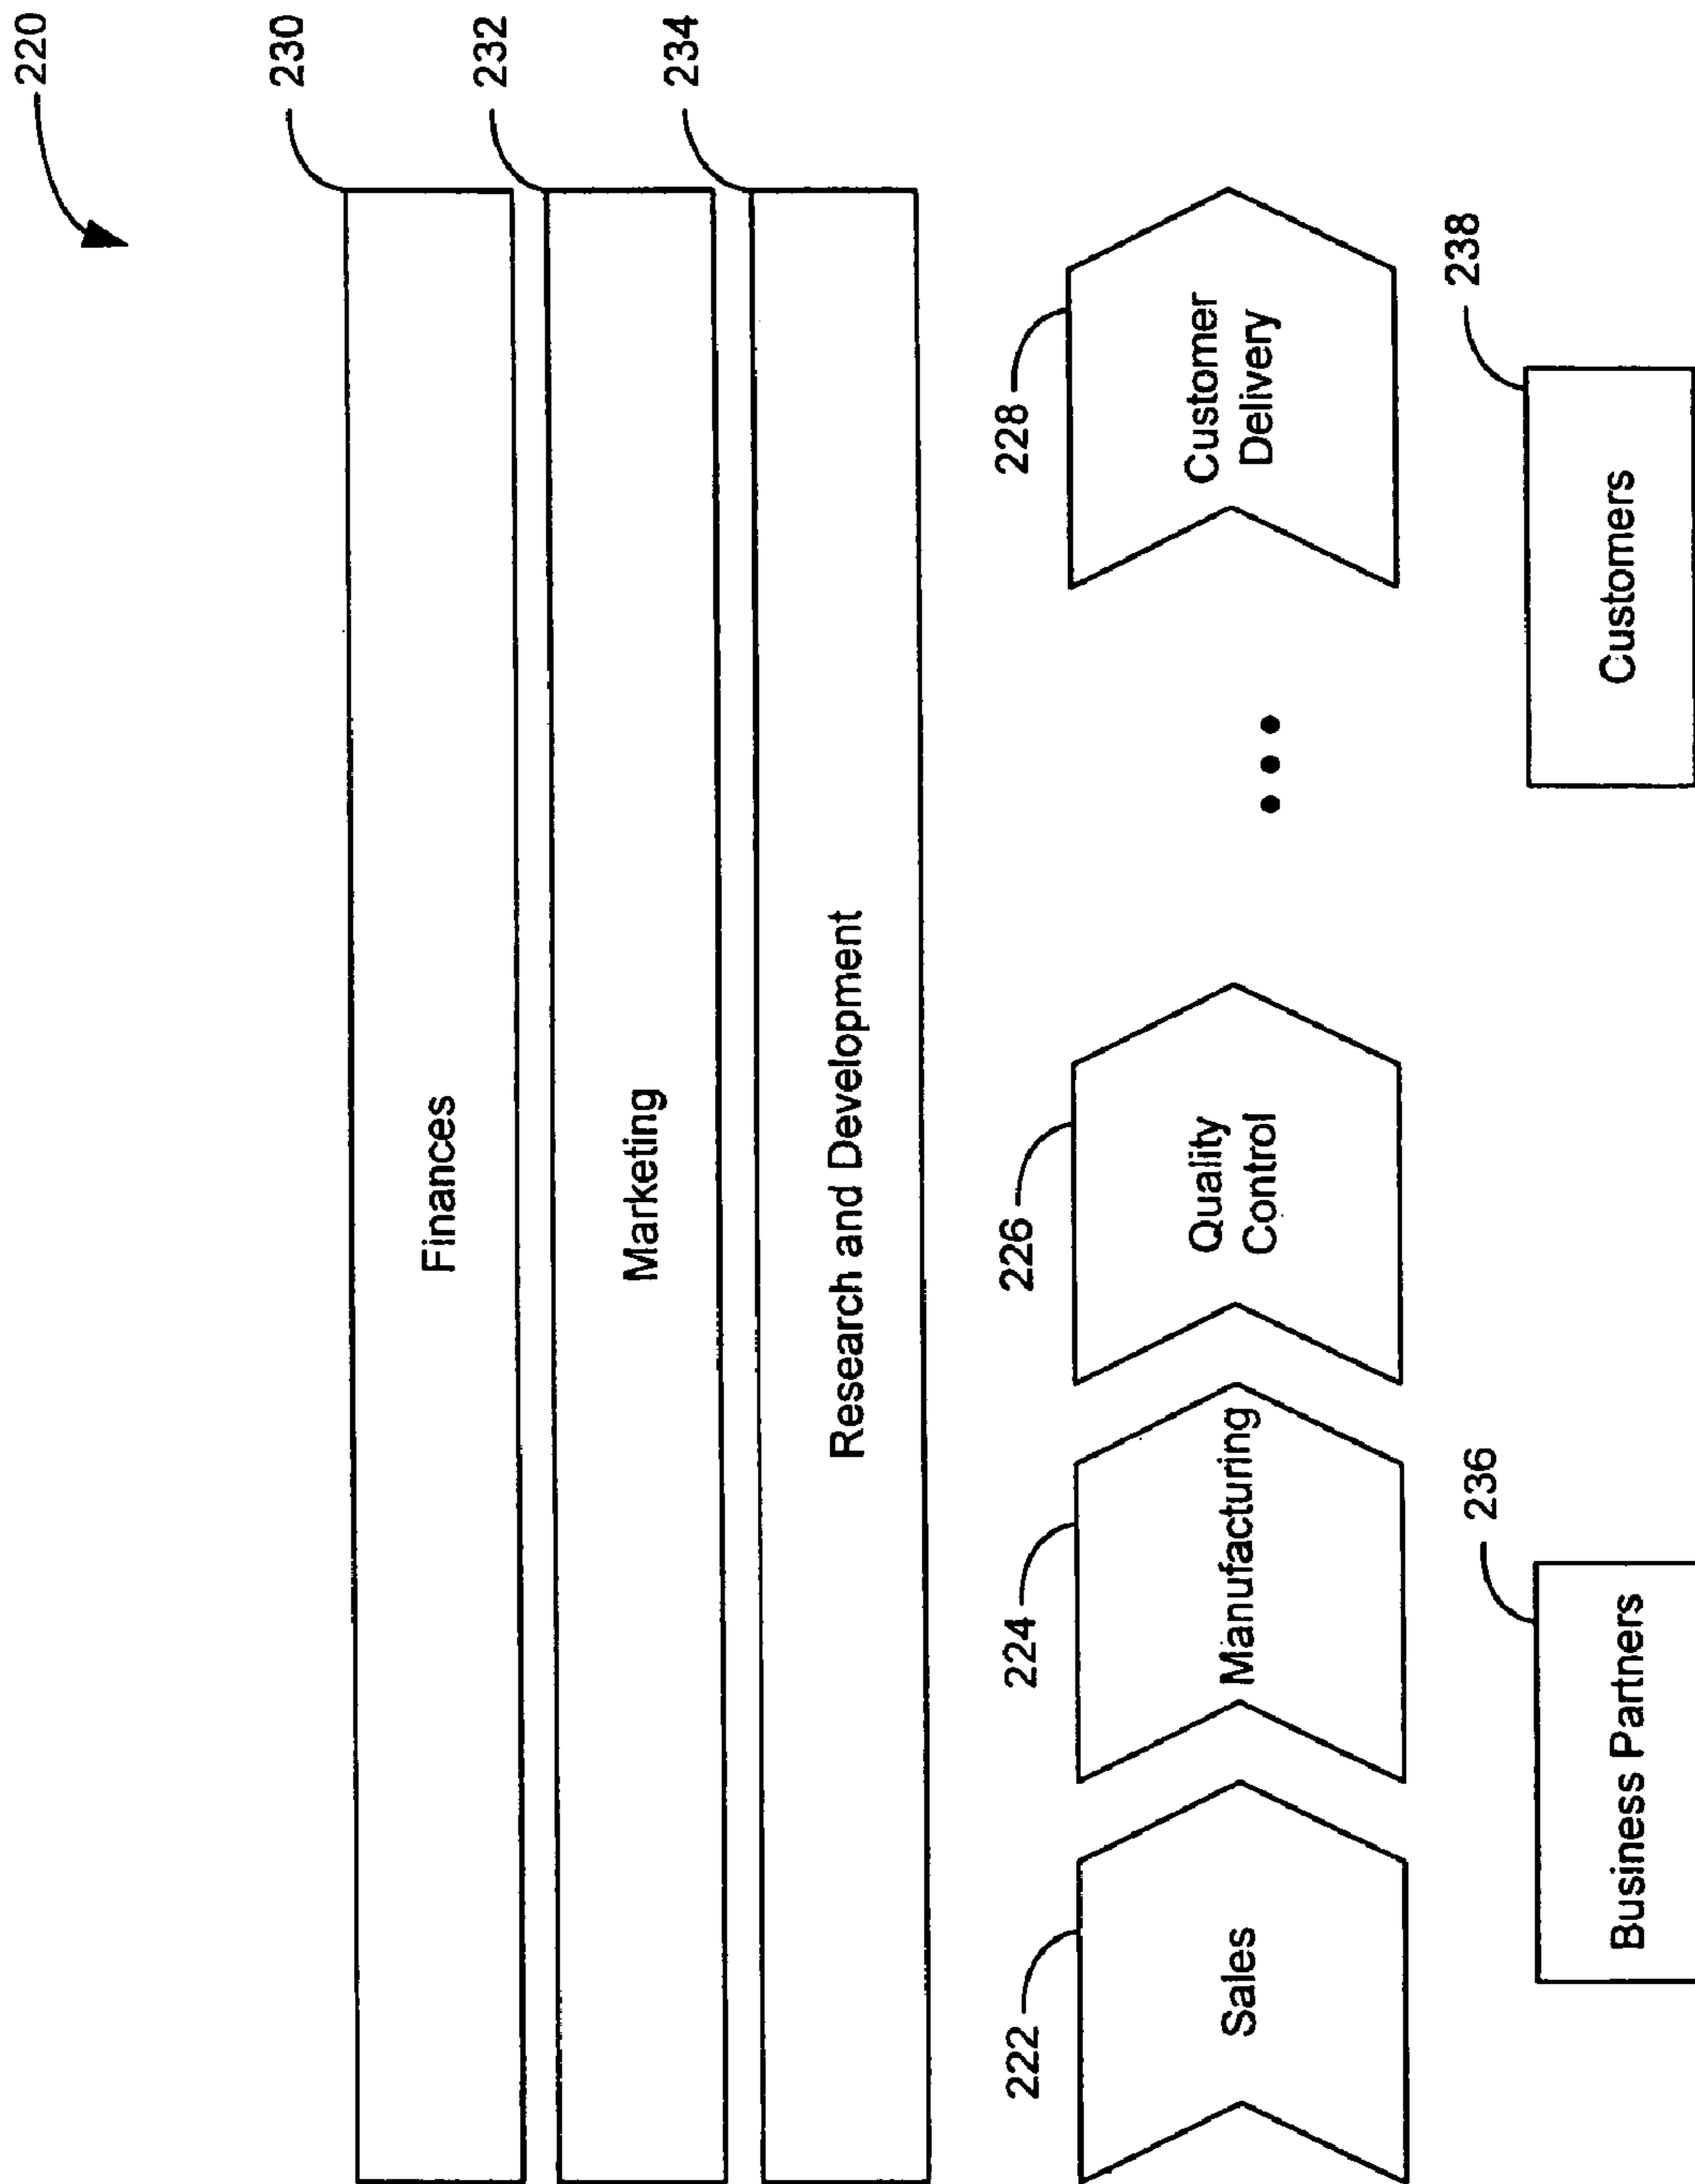 220
230
Finances
232
Marketing
234
Research and Development
222
Sales
224
Manufacturing
226
Quality
Control
228
Customer
Delivery
236
Business Partners
238
Customers